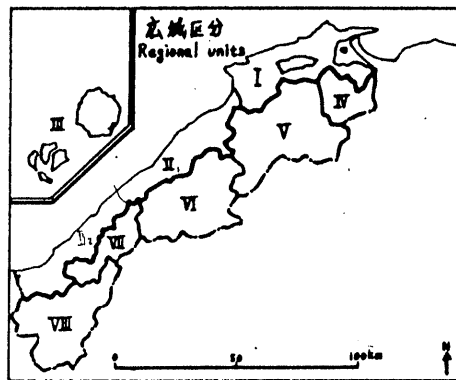 広域区分
Regional units
I
III
IV
V
II₁
VI
II₂
VII
VIII
0 50 100km
N